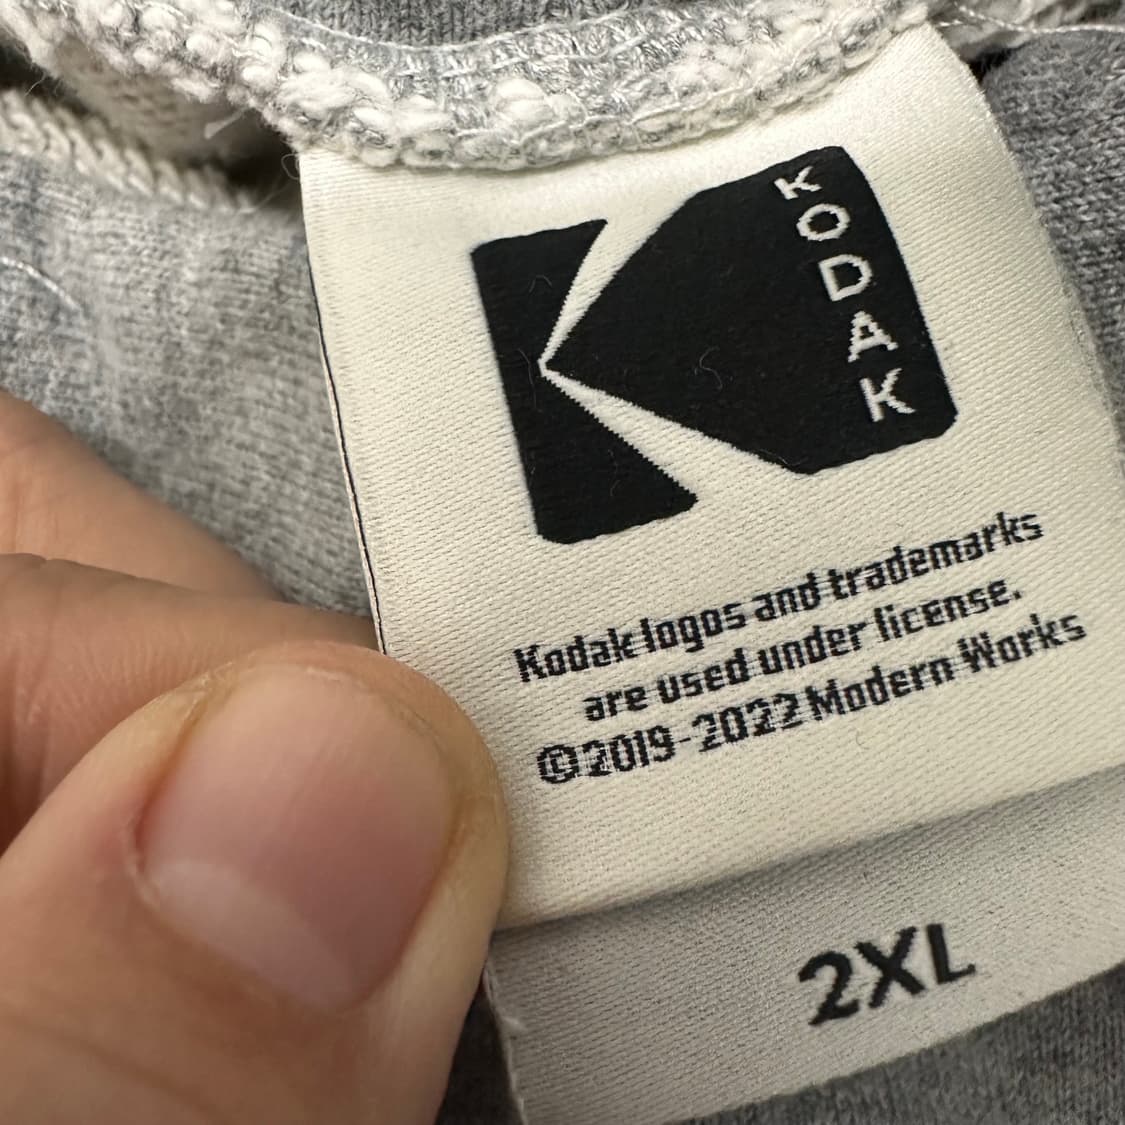 KODAK
Kodak logos and trademarks
are used under license.
©2019-2022 Modern Works
2XL